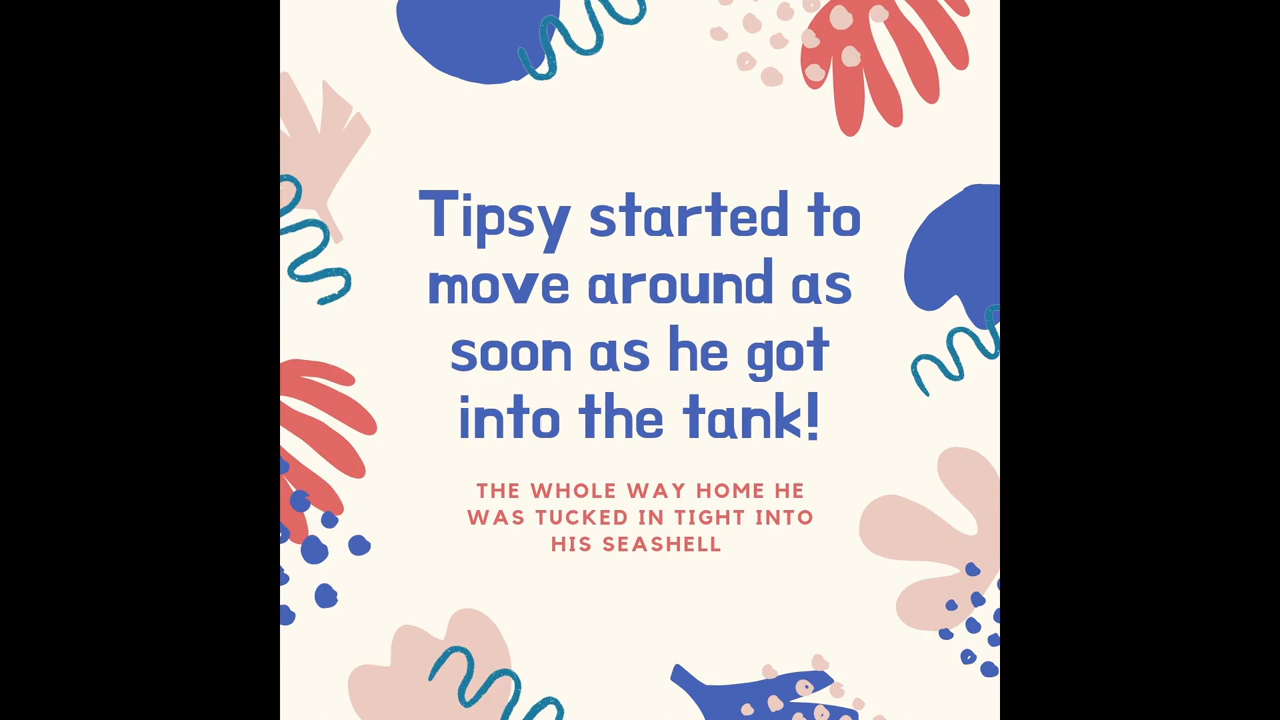 Tipsy started to
move around as
soon as he got
into the tank!
THE WHOLE WAY HOME HE
WAS TUCKED IN TIGHT INTO
HIS SEASHELL